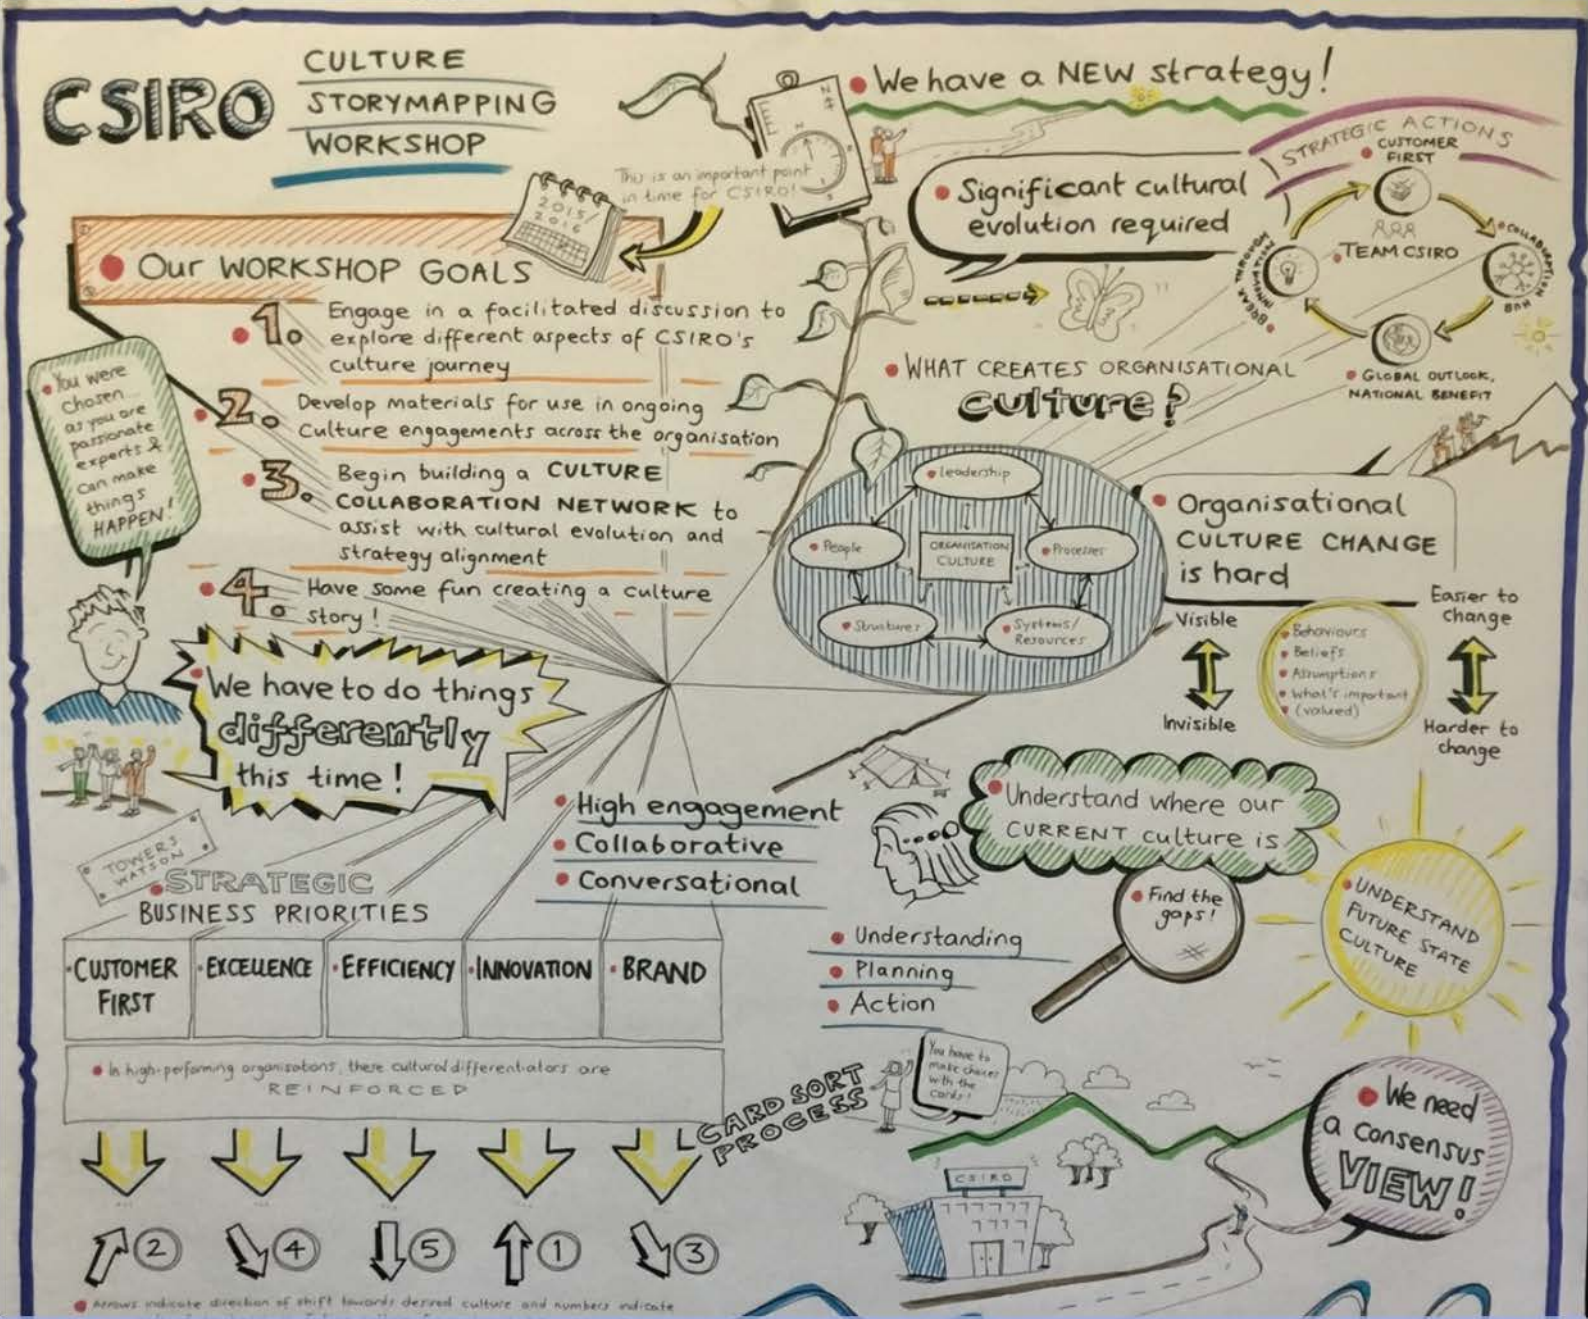 CSIRO
CULTURE
STORYMAPPING
WORKSHOP
This is an important point
in time for CSIRO!
2015/
2016
Our WORKSHOP GOALS
1. Engage in a facilitated discussion to
explore different aspects of CSIRO's
culture journey
2. Develop materials for use in ongoing
Culture engagements across the organisation
3. Begin building a CULTURE
COLLABORATION NETWORK to
assist with cultural evolution and
strategy alignment
4. Have some fun creating a culture
story!
You were
chosen...
as you are
passionate
experts &
can make
things
HAPPEN!
We have to do things
differently
this time!
High engagement
Collaborative
Conversational
TOWERS
WATSON
STRATEGIC
BUSINESS PRIORITIES
CUSTOMER
FIRST
EXCELLENCE
EFFICIENCY
INNOVATION
BRAND
In high-performing organisations, these cultural differentiators are
REINFORCED
2
4
5
1
3
Arrows indicate direction of shift towards desired culture and numbers indicate
We have a NEW strategy!
Significant cultural
evolution required
STRATEGIC ACTIONS
CUSTOMER
FIRST
TEAM CSIRO
COLLABORATION HUB
BREAK THROUGH
INNOVATION
GLOBAL OUTLOOK,
NATIONAL BENEFIT
WHAT CREATES ORGANISATIONAL
culture?
Leadership
People
ORGANISATION
CULTURE
Processes
Structures
Systems/
Resources
Organisational
CULTURE CHANGE
is hard
Visible
Invisible
Behaviours
Beliefs
Assumptions
What's important
(valued)
Easier to
change
Harder to
change
Understand where our
CURRENT culture is
Find the
gaps!
UNDERSTAND
FUTURE STATE
CULTURE
Understanding
Planning
Action
CARD SORT
PROCESS
You have to
make choices
with the
cards!
We need
a consensus
VIEW!
CSIRO